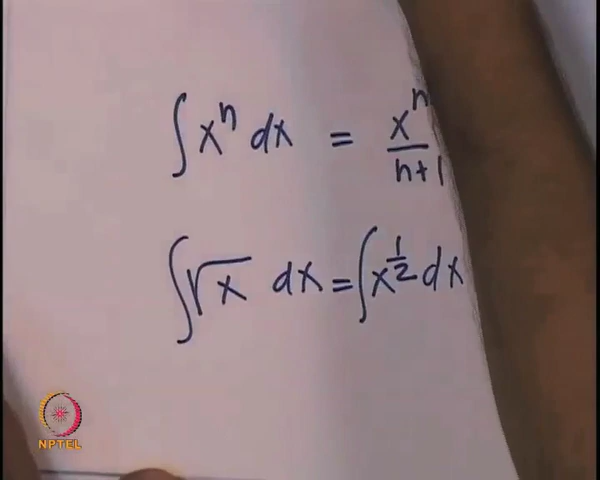 ∫ xⁿ dx = xⁿ / n+1
∫ √x dx = ∫ x^½ dx
NPTEL